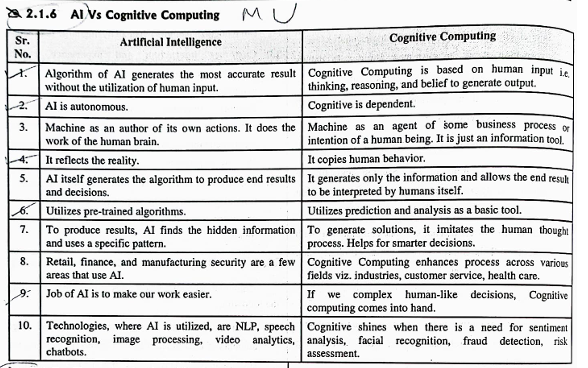 2.1.6 AI Vs Cognitive Computing MU
Sr. No. Artificial Intelligence Cognitive Computing
1. Algorithm of AI generates the most accurate result without the utilization of human input. Cognitive Computing is based on human input i.e. thinking, reasoning, and belief to generate output.
2. AI is autonomous. Cognitive is dependent.
3. Machine as an author of its own actions. It does the work of the human brain. Machine as an agent of some business process or intention of a human being. It is just an information tool.
4. It reflects the reality. It copies human behavior.
5. AI itself generates the algorithm to produce end results and decisions. It generates only the information and allows the end result to be interpreted by humans itself.
6. Utilizes pre-trained algorithms. Utilizes prediction and analysis as a basic tool.
7. To produce results, AI finds the hidden information and uses a specific pattern. To generate solutions, it imitates the human thought process. Helps for smarter decisions.
8. Retail, finance, and manufacturing security are a few areas that use AI. Cognitive Computing enhances process across various fields viz. industries, customer service, health care.
9. Job of AI is to make our work easier. If we complex human-like decisions, Cognitive computing comes into hand.
10. Technologies, where AI is utilized, are NLP, speech recognition, image processing, video analytics, chatbots. Cognitive shines when there is a need for sentiment analysis, facial recognition, fraud detection, risk assessment.